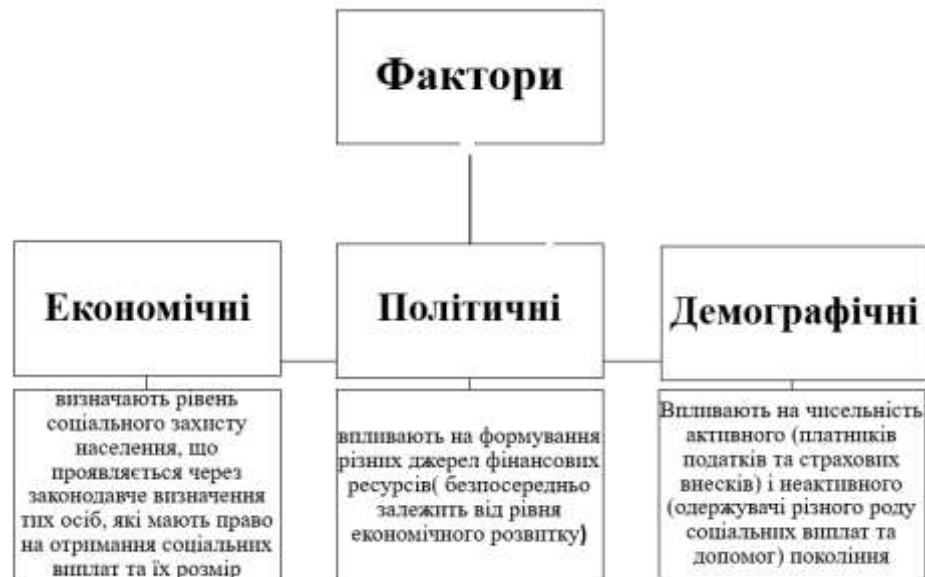 Фактори
Економічні
Політичні
Демографічні
визначають рівень
соціального захисту
населення, що
проявляється через
законодавче визначення
тих осіб, які мають право
на отримання соціальних
виплат та їх розмір
впливають на формування
різних джерел фінансових
ресурсів( безпосередньо
залежить від рівня
економічного розвитку)
Впливають на чисельність
активного (платників
податків та страхових
внесків) і неактивного
(одержувачі різного роду
соціальних виплат та
допомог) покоління